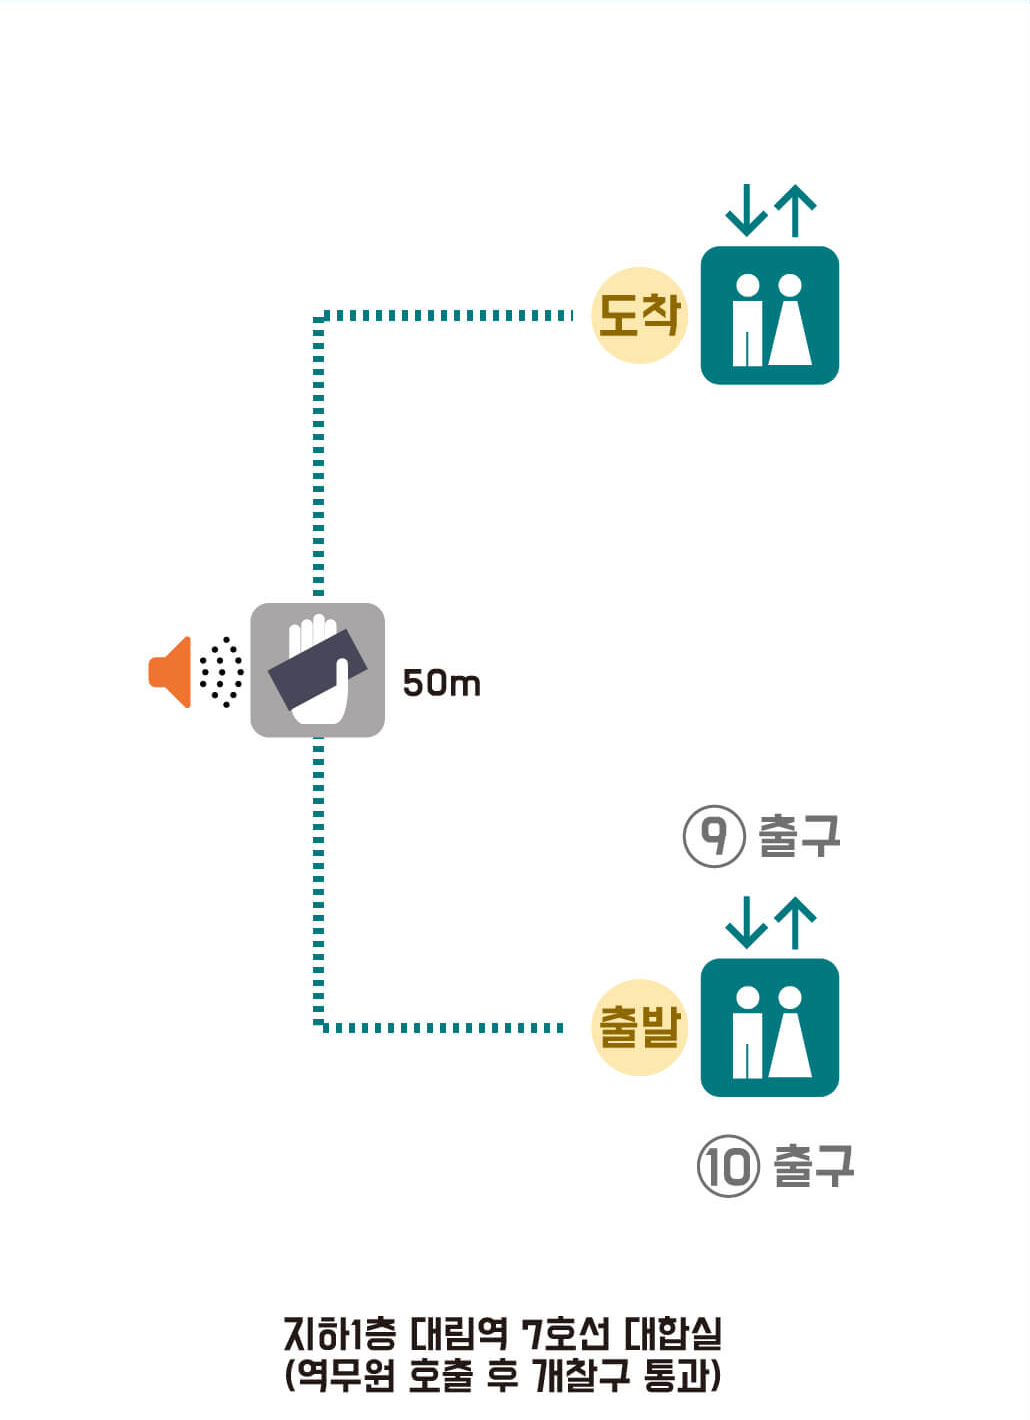 도착
50m
⑨ 출구
출발
⑩ 출구
지하1층 대림역 7호선 대합실
(역무원 호출 후 개찰구 통과)